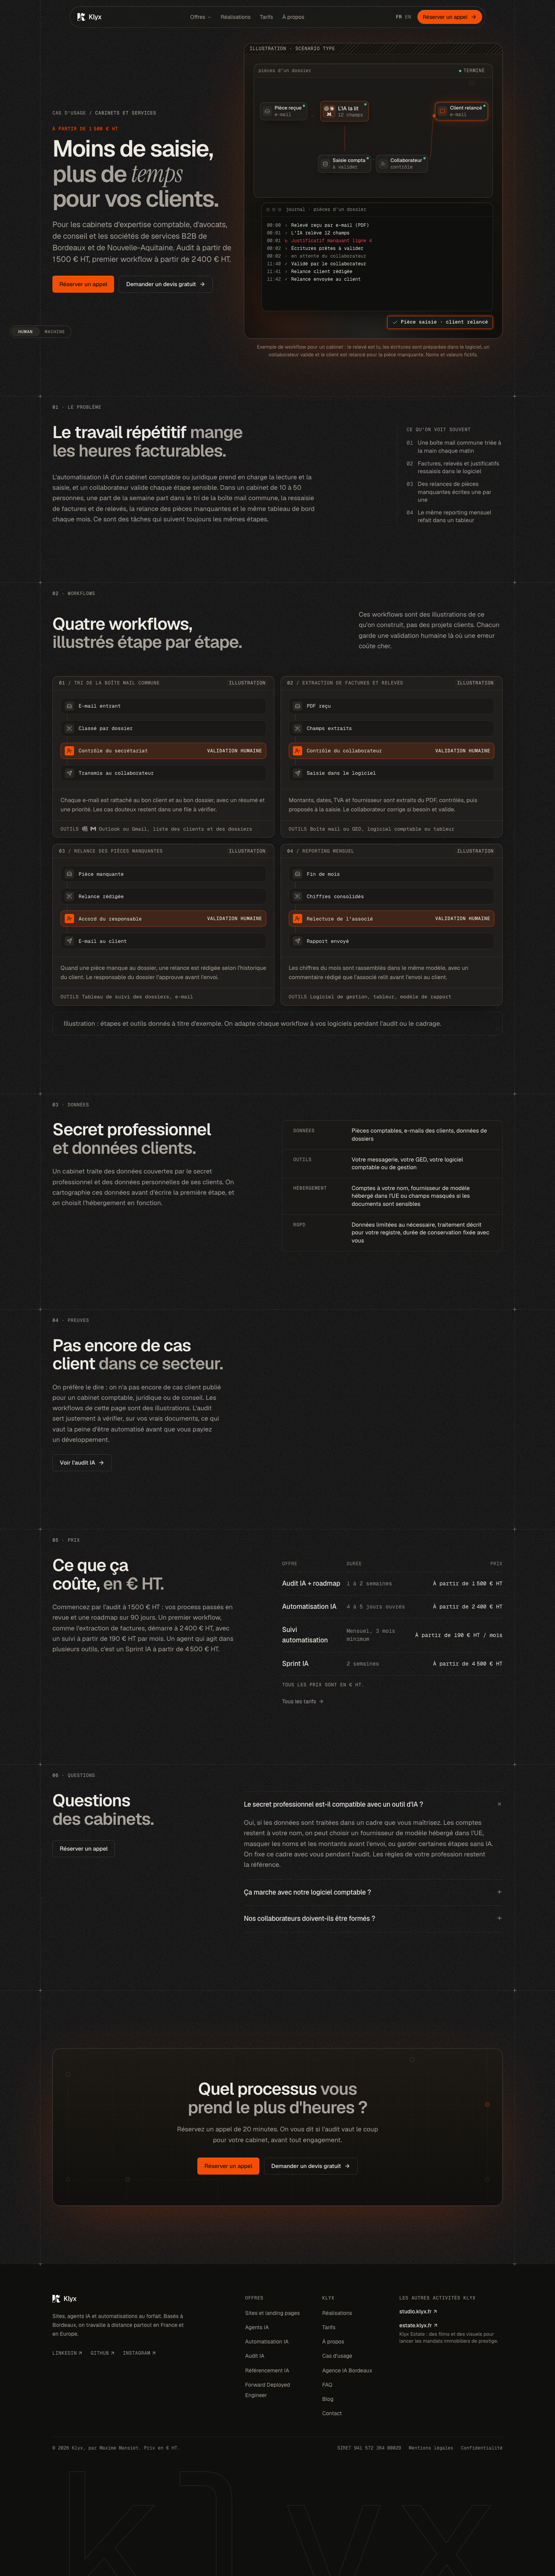 Klyx
Offres
Réalisations
Tarifs
À propos
FR EN
Réserver un appel →
CAS D'USAGE / CABINETS ET SERVICES
À PARTIR DE 1 500 € HT
Moins de saisie,
plus de temps
pour vos clients.
Pour les cabinets d'expertise comptable, d'avocats,
de conseil et les sociétés de services B2B de
Bordeaux et de Nouvelle-Aquitaine. Audit à partir de
1 500 € HT, premier workflow à partir de 2 400 € HT.
Réserver un appel
Demander un devis gratuit →
HUMAN MACHINE
ILLUSTRATION · SCÉNARIO TYPE
pièces d'un dossier
TERMINÉ
Pièce reçue
e-mail
L'IA la lit
12 champs
Client relancé
e-mail
Saisie compta
à valider
Collaborateur
contrôle
journal · pièces d'un dossier
00:00 Relevé reçu par e-mail (PDF)
00:01 L'IA relève 12 champs
00:01 Justificatif manquant ligne 4
00:02 Écritures prêtes à valider
00:02 en attente du collaborateur
11:40 ✓ Validé par le collaborateur
11:41 Relance client rédigée
11:42 ✓ Relance envoyée au client
✓ Pièce saisie · client relancé
Exemple de workflow pour un cabinet : le relevé est lu, les écritures sont préparées dans le logiciel, un
collaborateur valide et le client est relancé pour la pièce manquante. Noms et valeurs fictifs.
01 · LE PROBLÈME
Le travail répétitif mange
les heures facturables.
L'automatisation IA d'un cabinet comptable ou juridique prend en charge la lecture et la
saisie, et un collaborateur valide chaque étape sensible. Dans un cabinet de 10 à 50
personnes, une part de la semaine part dans le tri de la boîte mail commune, la ressaisie
de factures et de relevés, la relance des pièces manquantes et le même tableau de bord
chaque mois. Ce sont des tâches qui suivent toujours les mêmes étapes.
CE QU'ON VOIT SOUVENT
01 Une boîte mail commune triée à
la main chaque matin
02 Factures, relevés et justificatifs
ressaisis dans le logiciel
03 Des relances de pièces
manquantes écrites une par
une
04 Le même reporting mensuel
refait dans un tableur
02 · WORKFLOWS
Quatre workflows,
illustrés étape par étape.
Ces workflows sont des illustrations de ce
qu'on construit, pas des projets clients. Chacun
garde une validation humaine là où une erreur
coûte cher.
01 / TRI DE LA BOÎTE MAIL COMMUNE ILLUSTRATION
E-mail entrant
Classé par dossier
Contrôle du secrétariat VALIDATION HUMAINE
Transmis au collaborateur
Chaque e-mail est rattaché au bon client et au bon dossier, avec un résumé et
une priorité. Les cas douteux restent dans une file à vérifier.
OUTILS Outlook ou Gmail, liste des clients et des dossiers
02 / EXTRACTION DE FACTURES ET RELEVÉS ILLUSTRATION
PDF reçu
Champs extraits
Contrôle du collaborateur VALIDATION HUMAINE
Saisie dans le logiciel
Montants, dates, TVA et fournisseur sont extraits du PDF, contrôlés, puis
proposés à la saisie. Le collaborateur corrige si besoin et valide.
OUTILS Boîte mail ou GED, logiciel comptable ou tableur
03 / RELANCE DES PIÈCES MANQUANTES ILLUSTRATION
Pièce manquante
Relance rédigée
Accord du responsable VALIDATION HUMAINE
E-mail au client
Quand une pièce manque au dossier, une relance est rédigée selon l'historique
du client. Le responsable du dossier l'approuve avant l'envoi.
OUTILS Tableau de suivi des dossiers, e-mail
04 / REPORTING MENSUEL ILLUSTRATION
Fin de mois
Chiffres consolidés
Relecture de l'associé VALIDATION HUMAINE
Rapport envoyé
Les chiffres du mois sont rassemblés dans le même modèle, avec un
commentaire rédigé que l'associé relit avant l'envoi au client.
OUTILS Logiciel de gestion, tableur, modèle de rapport
Illustration : étapes et outils donnés à titre d'exemple. On adapte chaque workflow à vos logiciels pendant l'audit ou le cadrage.
03 · DONNÉES
Secret professionnel
et données clients.
Un cabinet traite des données couvertes par le secret
professionnel et des données personnelles de ses clients. On
cartographie ces données avant d'écrire la première étape, et
on choisit l'hébergement en fonction.
DONNÉES Pièces comptables, e-mails des clients, données de
dossiers
OUTILS Votre messagerie, votre GED, votre logiciel
comptable ou de gestion
HÉBERGEMENT Comptes à votre nom, fournisseur de modèle
hébergé dans l'UE ou champs masqués si les
documents sont sensibles
RGPD Données limitées au nécessaire, traitement décrit
pour votre registre, durée de conservation fixée avec
vous
04 · PREUVES
Pas encore de cas
client dans ce secteur.
On préfère le dire : on n'a pas encore de cas client publié
pour un cabinet comptable, juridique ou de conseil. Les
workflows de cette page sont des illustrations. L'audit
sert justement à vérifier, sur vos vrais documents, ce qui
vaut la peine d'être automatisé avant que vous payiez
un développement.
Voir l'audit IA →
05 · PRIX
Ce que ça
coûte, en € HT.
Commencez par l'audit à 1 500 € HT : vos process passés en
revue et une roadmap sur 90 jours. Un premier workflow,
comme l'extraction de factures, démarre à 2 400 € HT, avec
un suivi à partir de 190 € HT par mois. Un agent qui agit dans
plusieurs outils, c'est un Sprint IA à partir de 4 500 € HT.
OFFRE DURÉE PRIX
Audit IA + roadmap 1 à 2 semaines À partir de 1 500 € HT
Automatisation IA 4 à 5 jours ouvrés À partir de 2 400 € HT
Suivi
automatisation
Mensuel, 3 mois
minimum
À partir de 190 € HT / mois
Sprint IA 2 semaines À partir de 4 500 € HT
TOUS LES PRIX SONT EN € HT.
Tous les tarifs →
06 · QUESTIONS
Questions
des cabinets.
Réserver un appel
Le secret professionnel est-il compatible avec un outil d'IA ?
Oui, si les données sont traitées dans un cadre que vous maîtrisez. Les comptes
restent à votre nom, on peut choisir un fournisseur de modèle hébergé dans l'UE,
masquer les noms et les montants avant l'envoi, ou garder certaines étapes sans IA.
On fixe ce cadre avec vous pendant l'audit. Les règles de votre profession restent
la référence.
Ça marche avec notre logiciel comptable ? +
Nos collaborateurs doivent-ils être formés ? +
Quel processus vous
prend le plus d'heures ?
Réservez un appel de 20 minutes. On vous dit si l'audit vaut le coup
pour votre cabinet, avant tout engagement.
Réserver un appel
Demander un devis gratuit →
Klyx
Sites, agents IA et automatisations au forfait. Basés à
Bordeaux, on travaille à distance partout en France et
en Europe.
LINKEDIN ↗ GITHUB ↗ INSTAGRAM ↗
OFFRES
Sites et landing pages
Agents IA
Automatisation IA
Audit IA
Référencement IA
Forward Deployed
Engineer
KLYX
Réalisations
Tarifs
À propos
Cas d'usage
Agence IA Bordeaux
FAQ
Blog
Contact
LES AUTRES ACTIVITÉS KLYX
studio.klyx.fr ↗
estate.klyx.fr ↗
Klyx Estate : des films et des visuels pour
lancer les mandats immobiliers de prestige.
© 2026 Klyx, par Maxime Mansiet. Prix en € HT.
SIRET 941 572 364 00020 Mentions légales Confidentialité
klyx